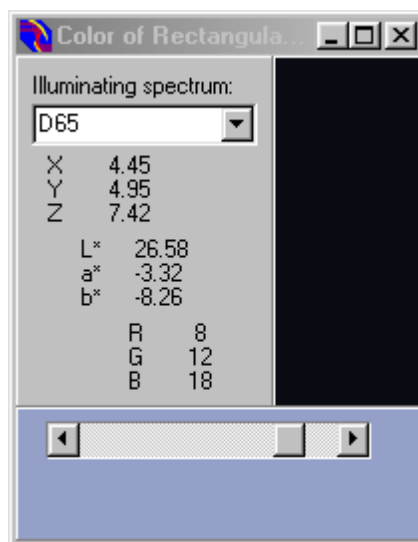 Color of Rectangula...
Illuminating spectrum:
D65
X 4.45
Y 4.95
Z 7.42
L* 26.58
a* -3.32
b* -8.26
R 8
G 12
B 18